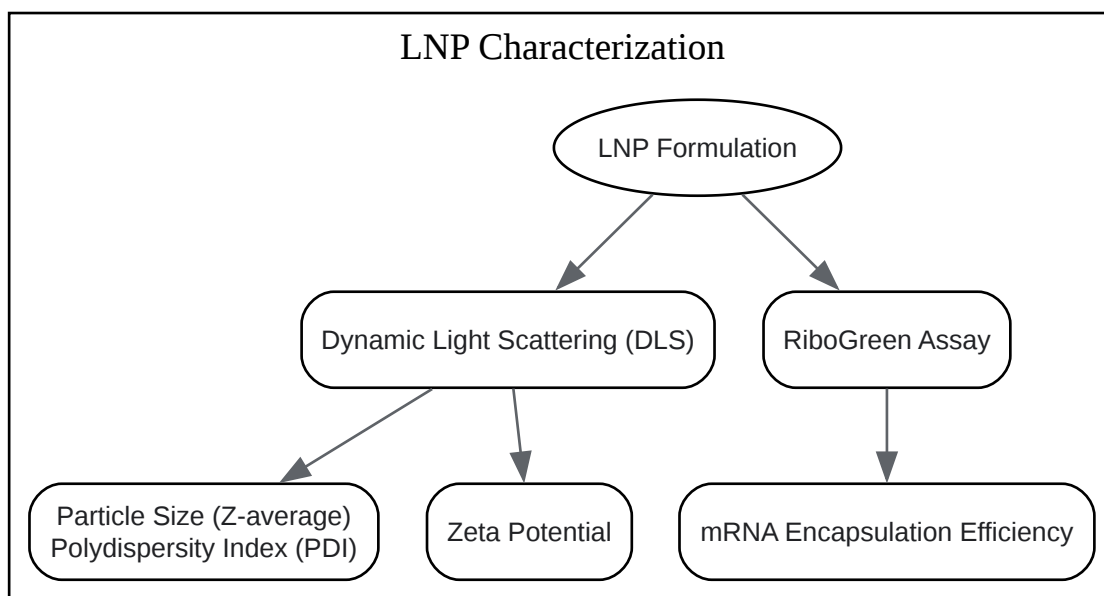 LNP Characterization
LNP Formulation
Dynamic Light Scattering (DLS)
RiboGreen Assay
Particle Size (Z-average)
Polydispersity Index (PDI)
Zeta Potential
mRNA Encapsulation Efficiency